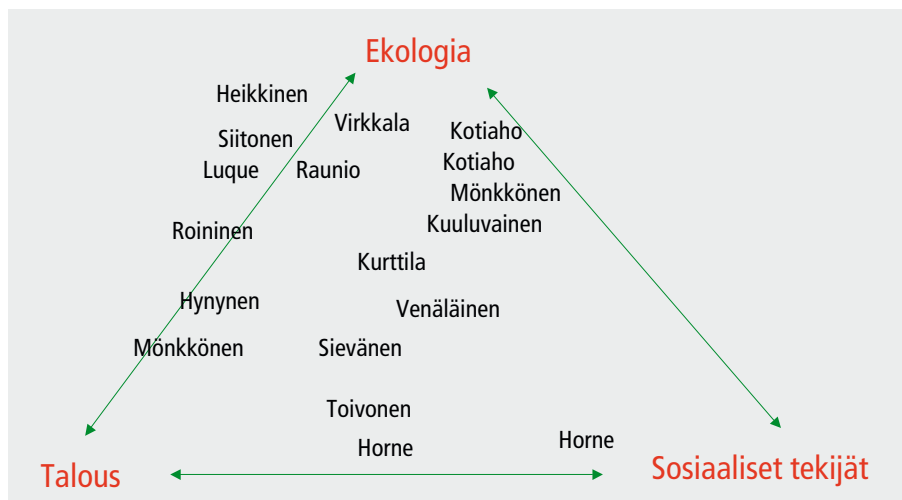 Ekologia
Heikkinen
Virkkala
Kotiaho
Siitonen
Kotiaho
Luque
Raunio
Mönkkönen
Kuuluvainen
Roininen
Kurttila
Hynynen
Venäläinen
Mönkkönen
Sievänen
Toivonen
Horne
Horne
Talous
Sosiaaliset tekijät